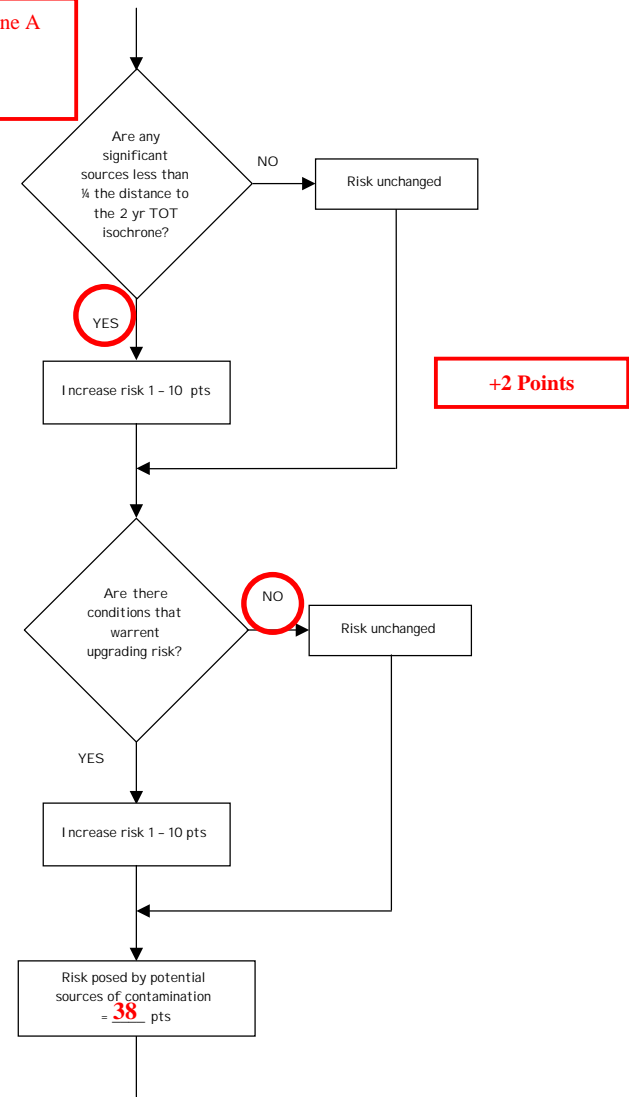 ne A
Are any
significant
sources less than
¼ the distance to
the 2 yr TOT
isochrone?
NO
Risk unchanged
YES
Increase risk 1 – 10 pts
+2 Points
Are there
conditions that
warrent
upgrading risk?
NO
Risk unchanged
YES
Increase risk 1 – 10 pts
Risk posed by potential
sources of contamination
= 38 pts